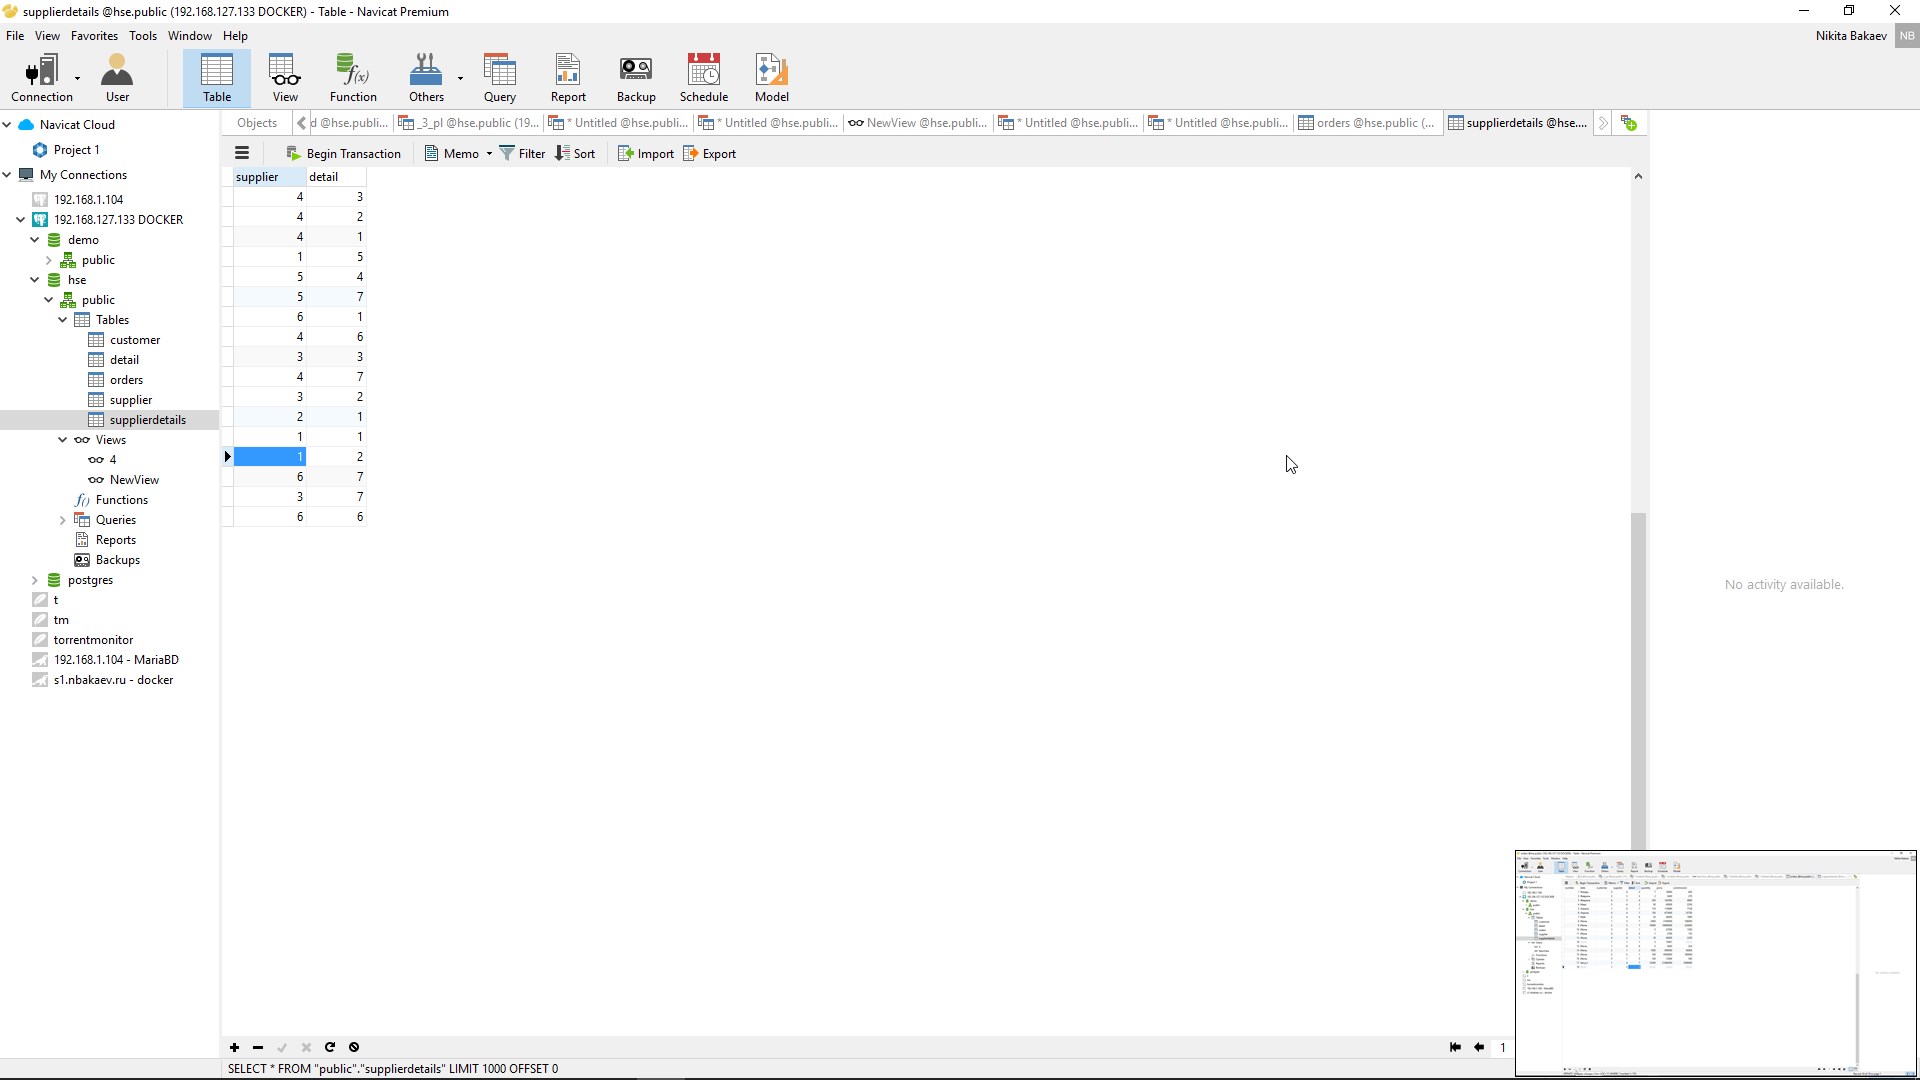 supplierdetails @hse.public (192.168.127.133 DOCKER) - Table - Navicat Premium
File View Favorites Tools Window Help
Nikita Bakaev NB
Connection User Table View Function Others Query Report Backup Schedule Model
Objects d @hse.publi... _3_pl @hse.public (19... * Untitled @hse.publi... * Untitled @hse.publi... NewView @hse.publi... * Untitled @hse.publi... * Untitled @hse.publi... orders @hse.public (... supplierdetails @hse....
Begin Transaction Memo Filter Sort Import Export
Navicat Cloud
Project 1
My Connections
192.168.1.104
192.168.127.133 DOCKER
demo
public
hse
public
Tables
customer
detail
orders
supplier
supplierdetails
Views
4
NewView
Functions
Queries
Reports
Backups
postgres
t
tm
torrentmonitor
192.168.1.104 - MariaBD
s1.nbakaev.ru - docker
supplier detail
4 3
4 2
4 1
1 5
5 4
5 7
6 1
4 6
3 3
4 7
3 2
2 1
1 1
1 2
6 7
3 7
6 6
No activity available.
1
SELECT * FROM "public"."supplierdetails" LIMIT 1000 OFFSET 0